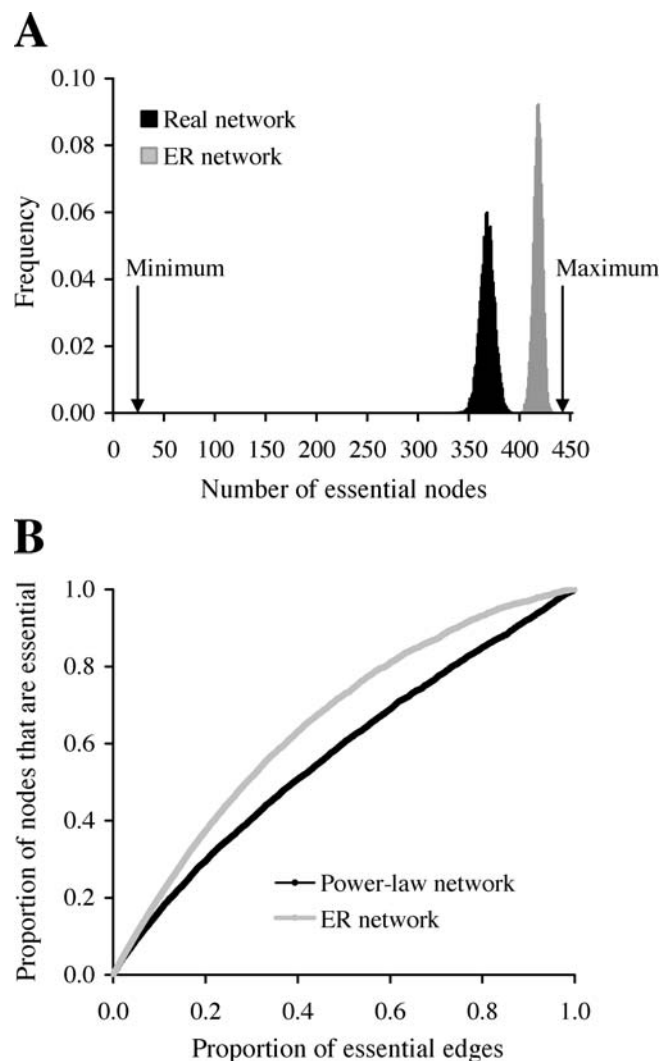 A
0.10
0.08
0.06
0.04
0.02
0.00
Frequency
Real network
ER network
Minimum
Maximum
0 50 100 150 200 250 300 350 400 450
Number of essential nodes
B
1.0
0.8
0.6
0.4
0.2
0.0
Proportion of nodes that are essential
Power-law network
ER network
0.0 0.2 0.4 0.6 0.8 1.0
Proportion of essential edges